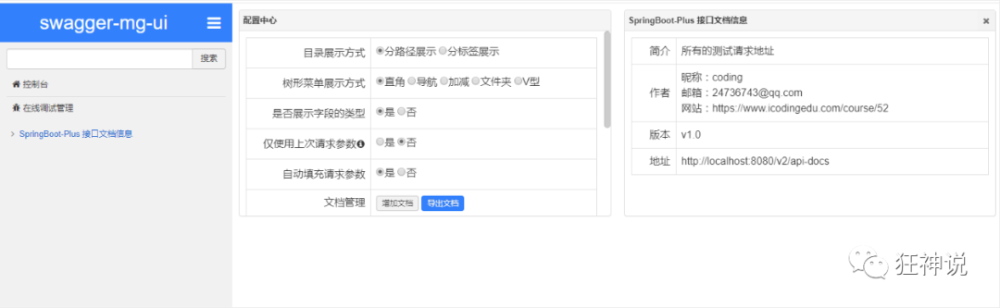 swagger-mg-ui
搜索
控制台
在线调试管理
SpringBoot-Plus 接口文档信息
配置中心
目录展示方式 分路径展示 分标签展示
树形菜单展示方式 直角 导航 加减 文件夹 V型
是否展示字段的类型 是 否
仅使用上次请求参数 是 否
自动填充请求参数 是 否
文档管理 增加文档 导出文档
SpringBoot-Plus 接口文档信息
简介 所有的测试请求地址
作者 昵称：coding
邮箱：24736743@qq.com
网站：https://www.icodingedu.com/course/52
版本 v1.0
地址 http://localhost:8080/v2/api-docs
狂神说